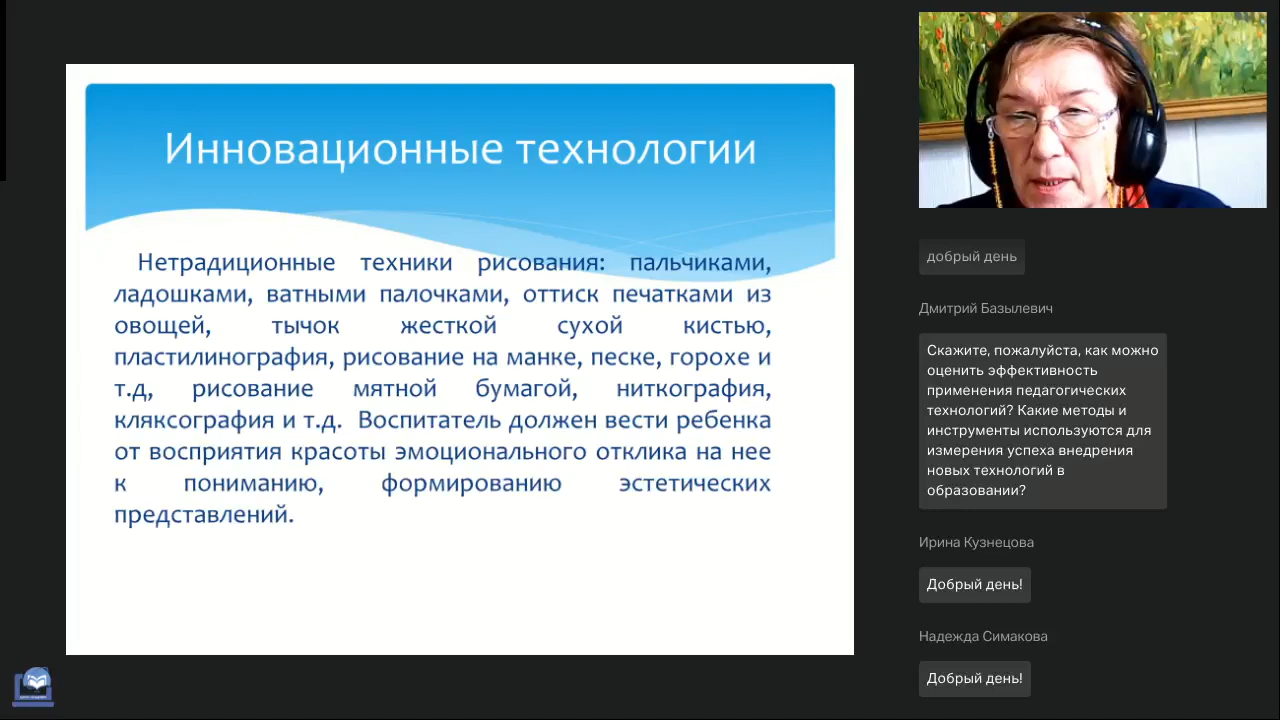 Инновационные технологии
Нетрадиционные техники рисования: пальчиками,
ладошками, ватными палочками, оттиск печатками из
овощей, тычок жесткой сухой кистью,
пластилинография, рисование на манке, песке, горохе и
т.д, рисование мятной бумагой, ниткография,
кляксография и т.д. Воспитатель должен вести ребенка
от восприятия красоты эмоционального отклика на нее
к пониманию, формированию эстетических
представлений.
добрый день
Дмитрий Базылевич
Скажите, пожалуйста, как можно
оценить эффективность
применения педагогических
технологий? Какие методы и
инструменты используются для
измерения успеха внедрения
новых технологий в
образовании?
Ирина Кузнецова
Добрый день!
Надежда Симакова
Добрый день!